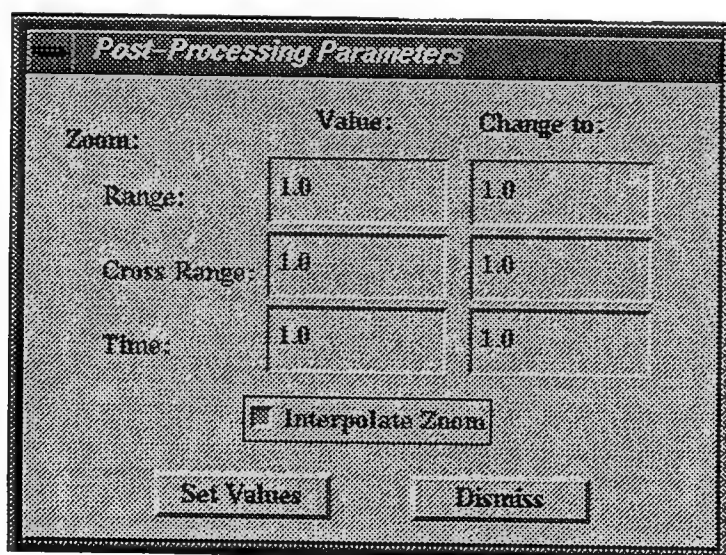 Post-Processing Parameters
Value: Change to:
Zoom:
Range: 1.0 1.0
Cross Range: 1.0 1.0
Time: 1.0 1.0
Interpolate Zoom
Set Values Dismiss